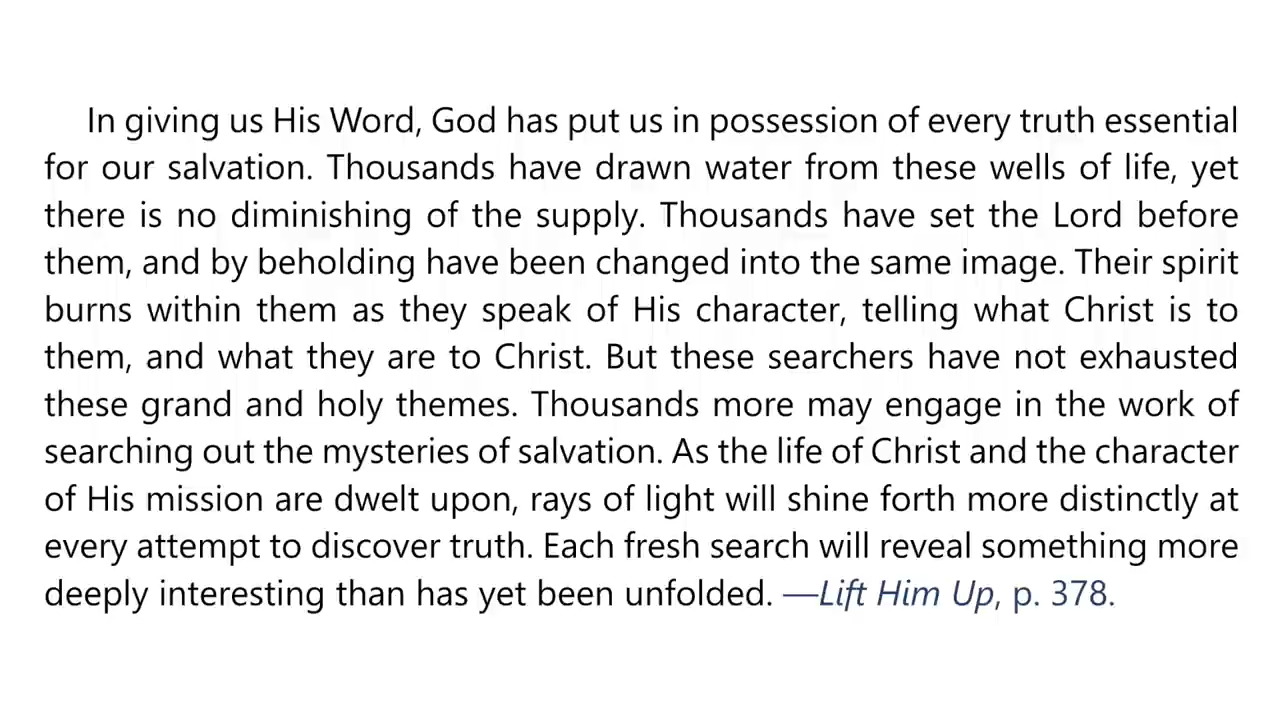 In giving us His Word, God has put us in possession of every truth essential
for our salvation. Thousands have drawn water from these wells of life, yet
there is no diminishing of the supply. Thousands have set the Lord before
them, and by beholding have been changed into the same image. Their spirit
burns within them as they speak of His character, telling what Christ is to
them, and what they are to Christ. But these searchers have not exhausted
these grand and holy themes. Thousands more may engage in the work of
searching out the mysteries of salvation. As the life of Christ and the character
of His mission are dwelt upon, rays of light will shine forth more distinctly at
every attempt to discover truth. Each fresh search will reveal something more
deeply interesting than has yet been unfolded. —Lift Him Up, p. 378.